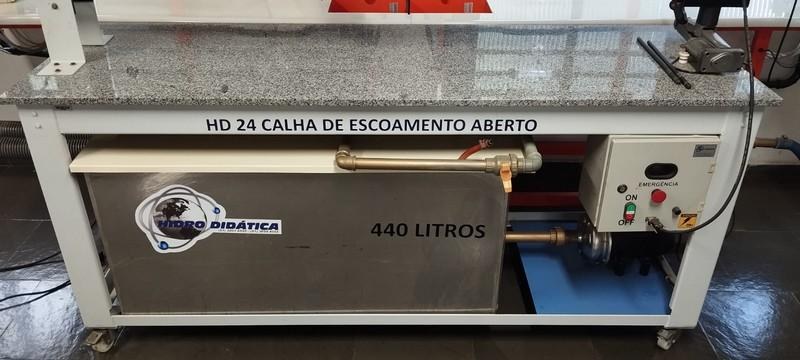 HD 24 CALHA DE ESCOAMENTO ABERTO
HIDRO DIDÁTICA
440 LITROS
EMERGÊNCIA
ON
OFF